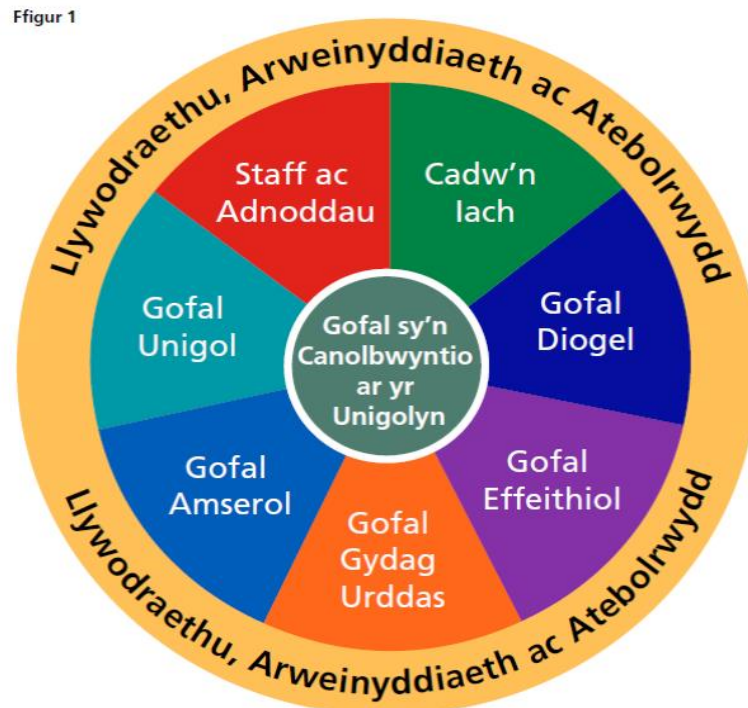 Ffigur 1
Llywodraethu, Arweinyddiaeth ac Atebolrwydd
Staff ac
Adnoddau
Cadw'n
Iach
Gofal
Unigol
Gofal
Diogel
Gofal sy'n
Canolbwyntio
ar yr
Unigolyn
Gofal
Amserol
Gofal
Effeithiol
Gofal
Gydag
Urddas
Llywodraethu, Arweinyddiaeth ac Atebolrwydd